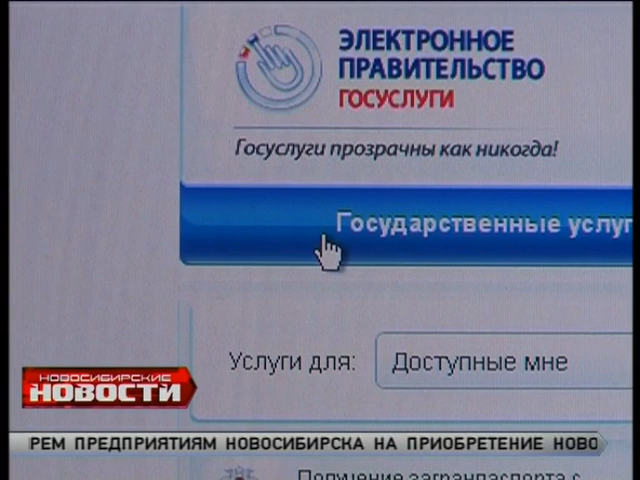 ЭЛЕКТРОННОЕ
ПРАВИТЕЛЬСТВО
ГОСУСЛУГИ
Госуслуги прозрачны как никогда!
Государственные услуг
Услуги для: Доступные мне
НОВОСИБИРСКИЕ
НОВОСТИ
РЕМ ПРЕДПРИЯТИЯМ НОВОСИБИРСКА НА ПРИОБРЕТЕНИЕ НОВО
Получение загранпаспорта с